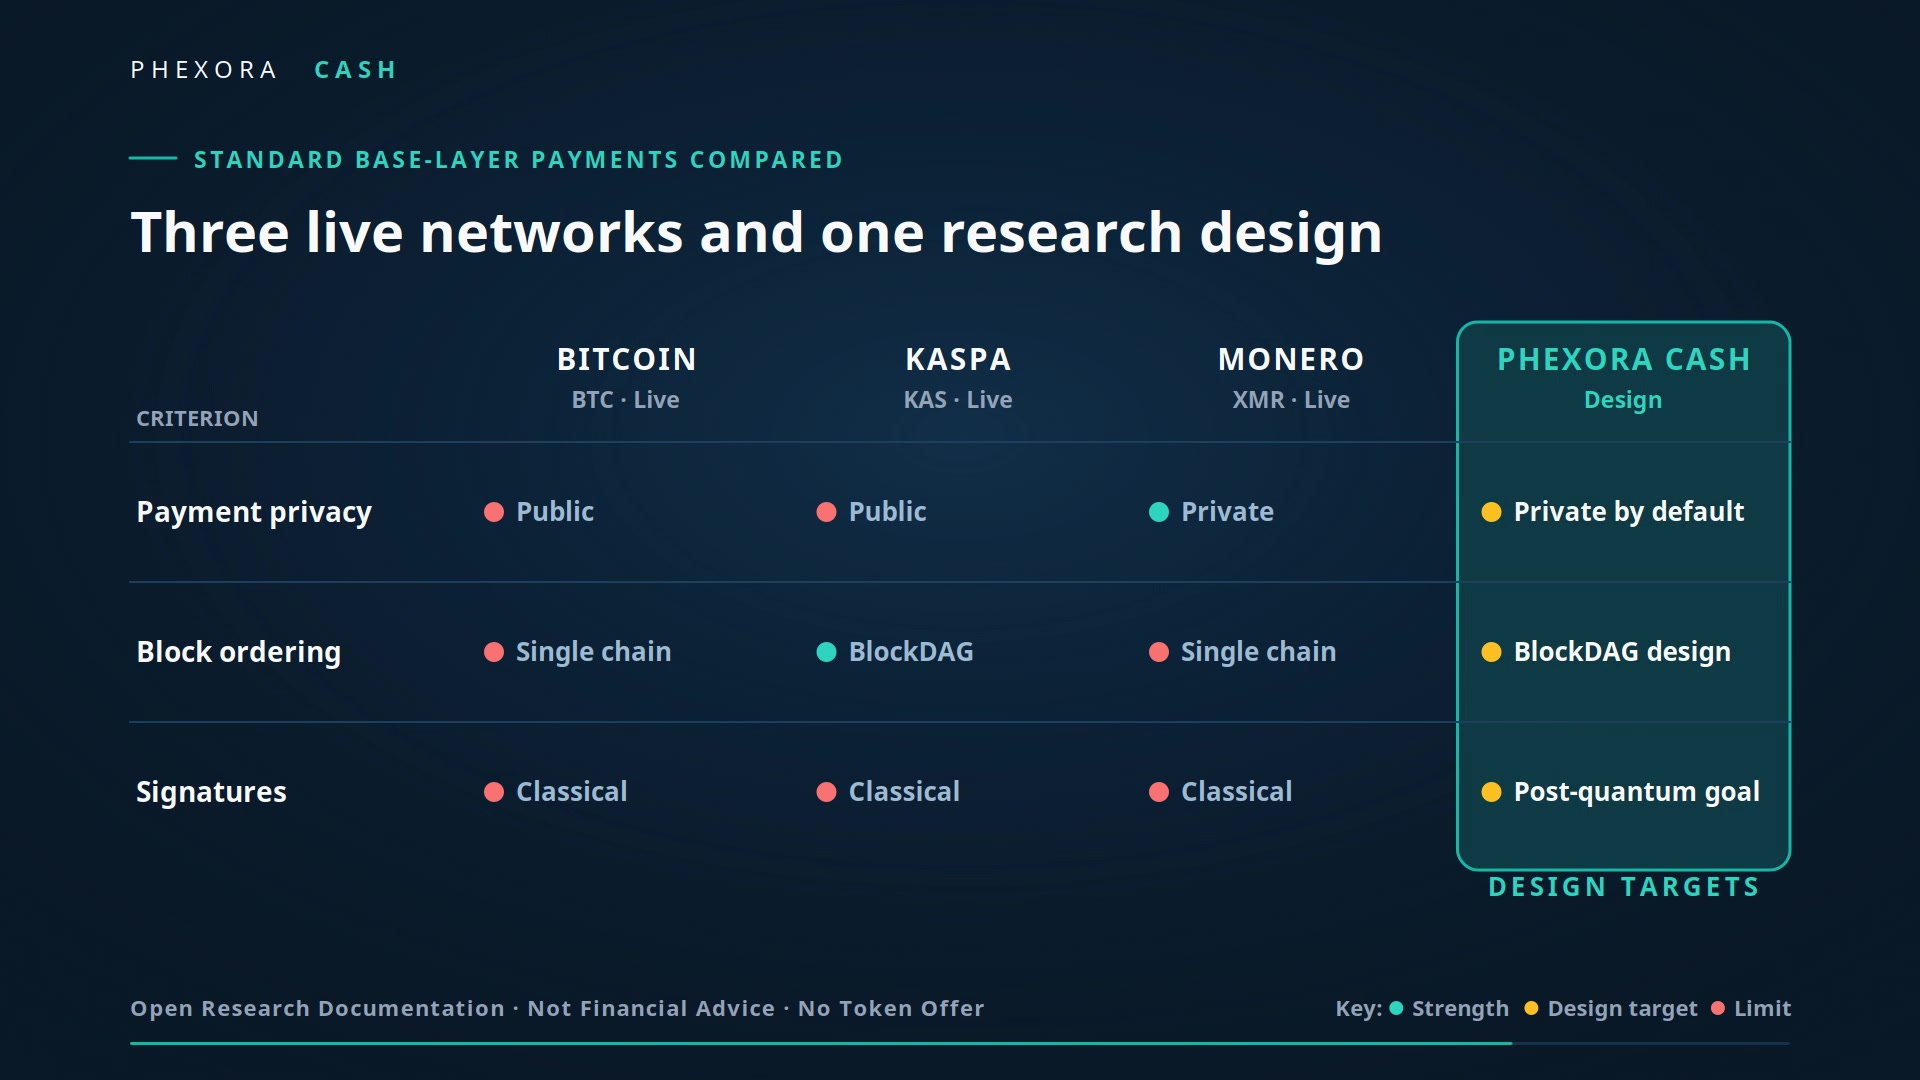 PHEXORA CASH
STANDARD BASE-LAYER PAYMENTS COMPARED
Three live networks and one research design
CRITERION
BITCOIN
BTC · Live
KASPA
KAS · Live
MONERO
XMR · Live
PHEXORA CASH
Design
Payment privacy
Public
Public
Private
Private by default
Block ordering
Single chain
BlockDAG
Single chain
BlockDAG design
Signatures
Classical
Classical
Classical
Post-quantum goal
DESIGN TARGETS
Open Research Documentation · Not Financial Advice · No Token Offer
Key: Strength Design target Limit